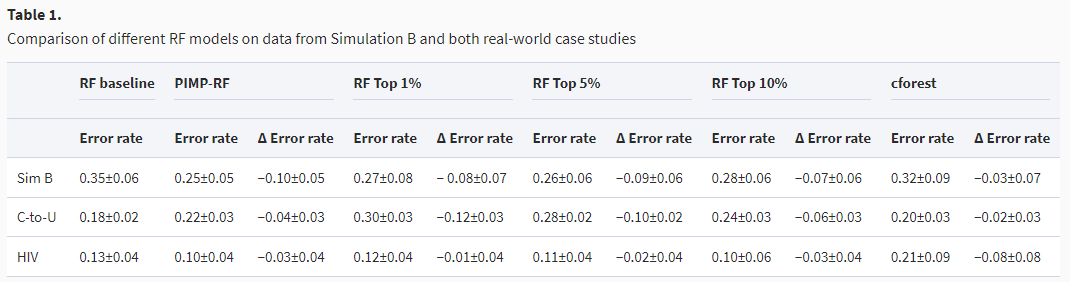 Table 1.
Comparison of different RF models on data from Simulation B and both real-world case studies
RF baseline PIMP-RF RF Top 1% RF Top 5% RF Top 10% cforest
Error rate Error rate Δ Error rate Error rate Δ Error rate Error rate Δ Error rate Error rate Δ Error rate Error rate Δ Error rate
Sim B 0.35±0.06 0.25±0.05 −0.10±0.05 0.27±0.08 − 0.08±0.07 0.26±0.06 −0.09±0.06 0.28±0.06 −0.07±0.06 0.32±0.09 −0.03±0.07
C-to-U 0.18±0.02 0.22±0.03 −0.04±0.03 0.30±0.03 −0.12±0.03 0.28±0.02 −0.10±0.02 0.24±0.03 −0.06±0.03 0.20±0.03 −0.02±0.03
HIV 0.13±0.04 0.10±0.04 −0.03±0.04 0.12±0.04 −0.01±0.04 0.11±0.04 −0.02±0.04 0.10±0.06 −0.03±0.04 0.21±0.09 −0.08±0.08